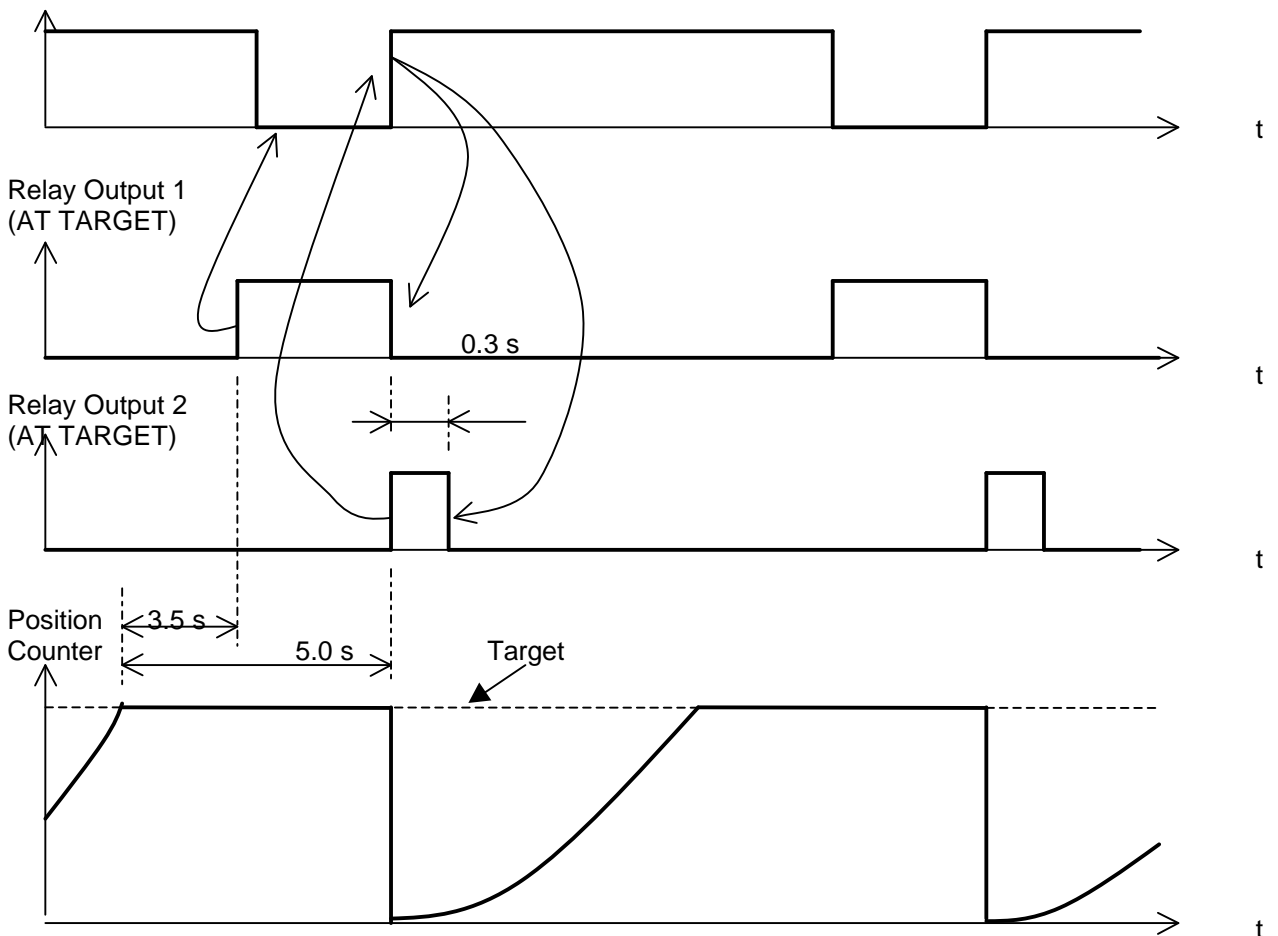 t
Relay Output 1
(AT TARGET)
0.3 s
t
Relay Output 2
(AT TARGET)
t
Position
Counter
3.5 s
5.0 s
Target
t